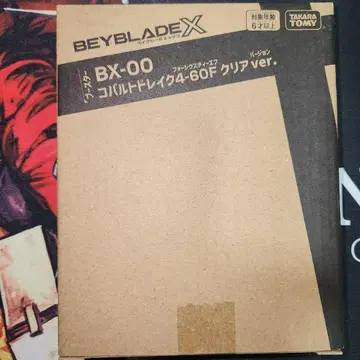 BEYBLADE X
ベイブレードエックス
対象年齢
6才以上
TAKARA
TOMY
ブースター
BX-00
フォーシックスティーエフ
バージョン
コバルトドレイク4-60F クリアver.
N